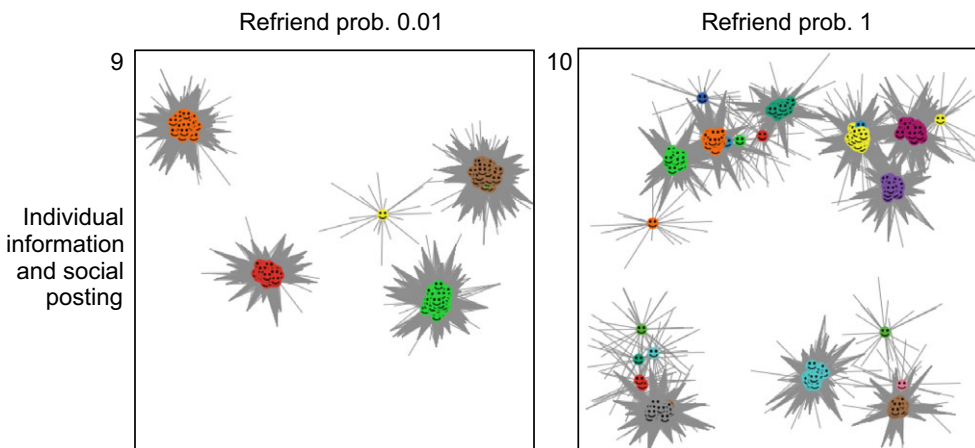 Refriend prob. 0.01
Refriend prob. 1
9
10
Individual
information
and social
posting